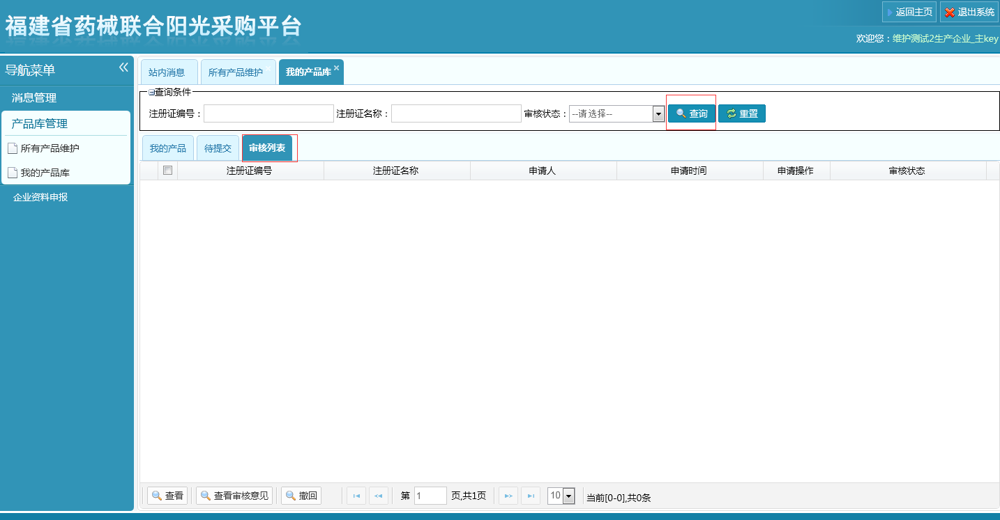 返回主页 退出系统
福建省药械联合阳光采购平台
欢迎您：维护测试2生产企业_主key
导航菜单
消息管理
产品库管理
所有产品维护
我的产品库
企业资料申报
站内消息 所有产品维护 我的产品库
查询条件
注册证编号： 注册证名称： 审核状态： --请选择-- 查询 重置
我的产品 待提交 审核列表
注册证编号 注册证名称 申请人 申请时间 申请操作 审核状态
查看 查看审核意见 撤回 第 1 页,共1页 10 当前[0-0],共0条